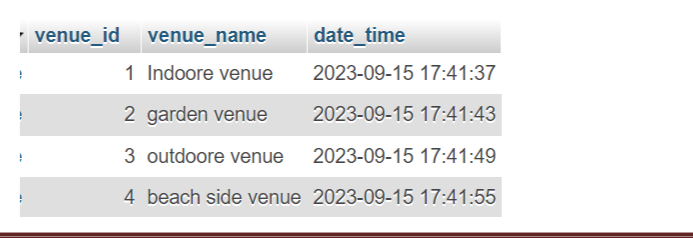 venue_id venue_name date_time
1 Indoore venue 2023-09-15 17:41:37
2 garden venue 2023-09-15 17:41:43
3 outdoore venue 2023-09-15 17:41:49
4 beach side venue 2023-09-15 17:41:55